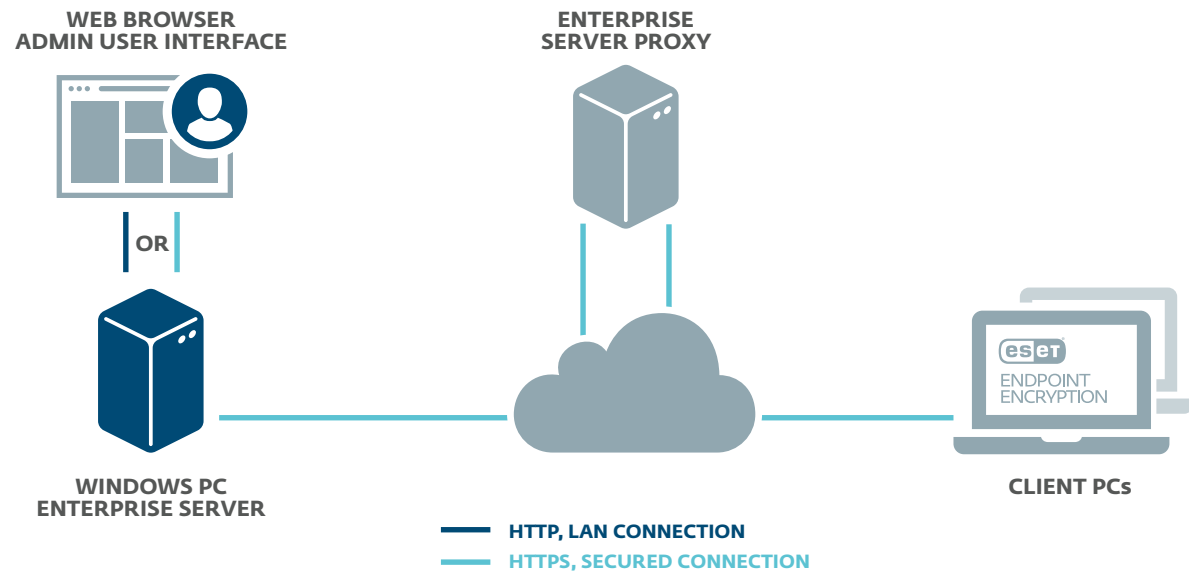 WEB BROWSER
ADMIN USER INTERFACE
ENTERPRISE
SERVER PROXY
OR
eseT
ENDPOINT
ENCRYPTION
WINDOWS PC
ENTERPRISE SERVER
CLIENT PCs
HTTP, LAN CONNECTION
HTTPS, SECURED CONNECTION